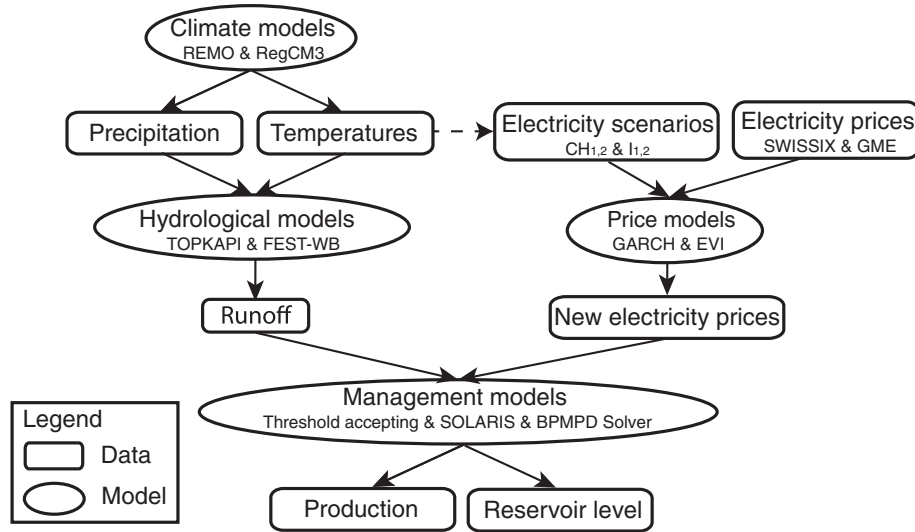 Climate models
REMO & RegCM3
Precipitation
Temperatures
Electricity scenarios
CH1,2 & I1,2
Electricity prices
SWISSIX & GME
Hydrological models
TOPKAPI & FEST-WB
Price models
GARCH & EVI
Runoff
New electricity prices
Management models
Threshold accepting & SOLARIS & BPMPD Solver
Legend
Data
Model
Production
Reservoir level